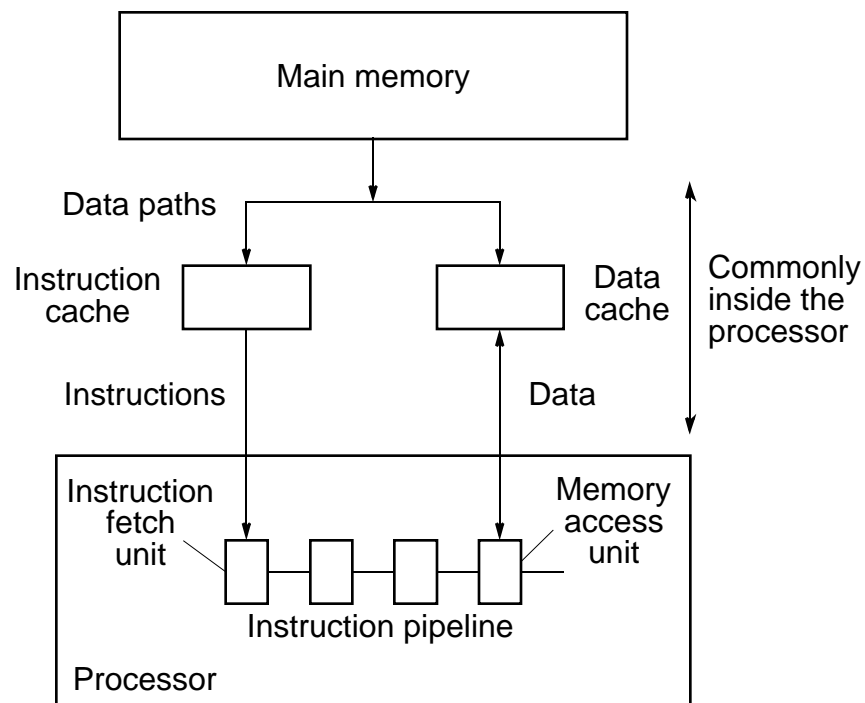 Main memory
Data paths
Instruction
cache
Data
cache
Commonly
inside the
processor
Instructions
Data
Instruction
fetch
unit
Memory
access
unit
Instruction pipeline
Processor